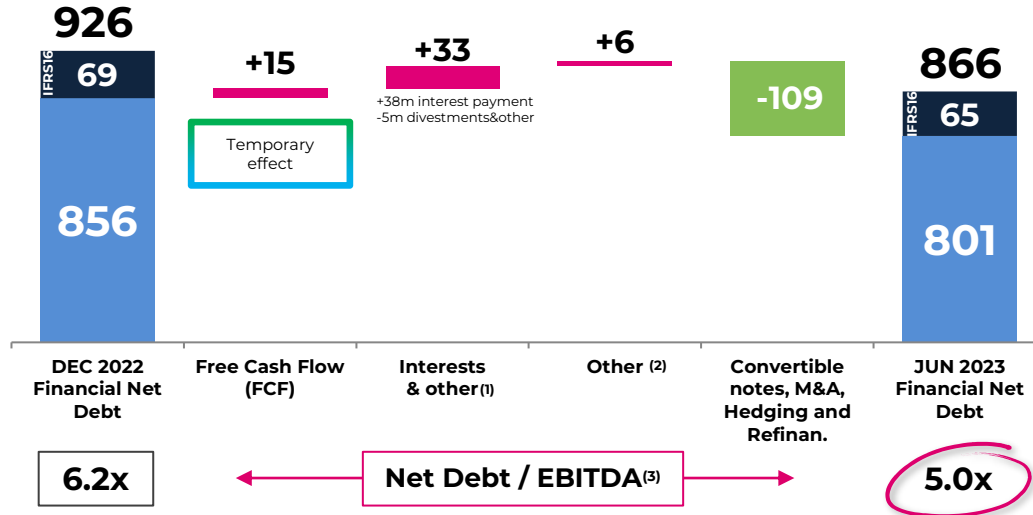 926
IFRS16
69
856
+15
Temporary
effect
+33
+38m interest payment
-5m divestments&other
+6
-109
866
IFRS16
65
801
DEC 2022
Financial Net
Debt
Free Cash Flow
(FCF)
Interests
& other(1)
Other (2)
Convertible
notes, M&A,
Hedging and
Refinan.
JUN 2023
Financial Net
Debt
6.2x
Net Debt / EBITDA(3)
5.0x